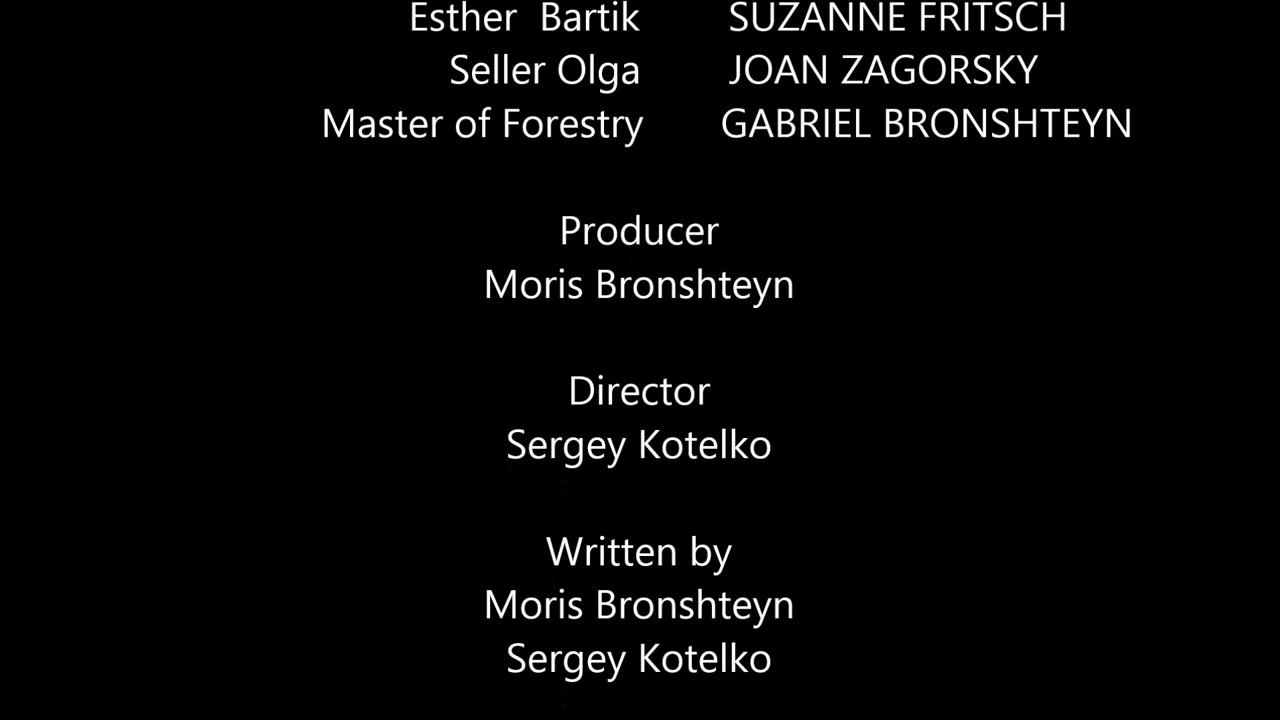 Esther Bartik SUZANNE FRITSCH
Seller Olga JOAN ZAGORSKY
Master of Forestry GABRIEL BRONSHTEYN
Producer
Moris Bronshteyn
Director
Sergey Kotelko
Written by
Moris Bronshteyn
Sergey Kotelko